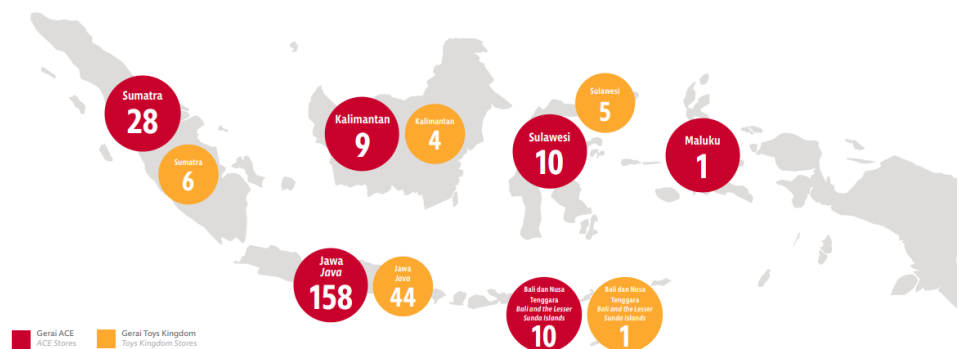 Sumatra
28
Sumatra
6
Kalimantan
9
Kalimantan
4
Sulawesi
10
Sulawesi
5
Maluku
1
Jawa
Java
158
Jawa
Java
44
Bali dan Nusa
Tenggara
Bali and the Lesser
Sunda Islands
10
Bali dan Nusa
Tenggara
Bali and the Lesser
Sunda Islands
1
Gerai ACE
ACE Stores
Gerai Toys Kingdom
Toys Kingdom Stores